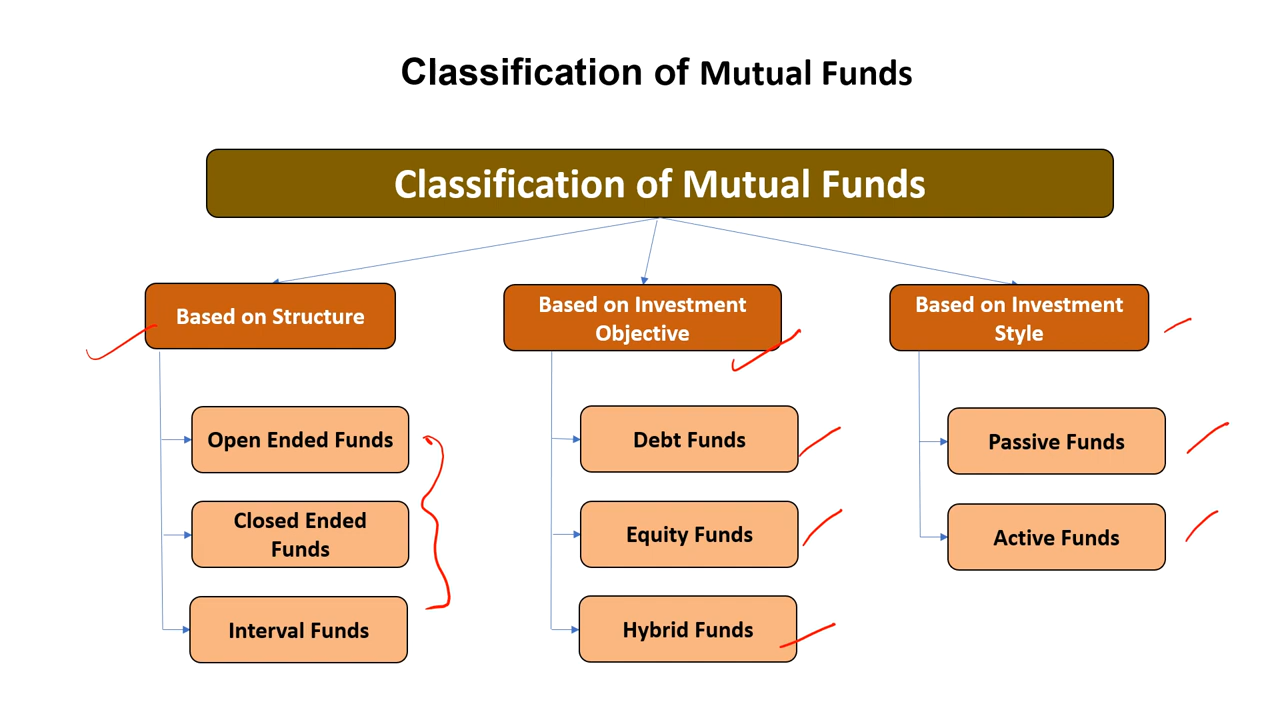 Classification of Mutual Funds
Classification of Mutual Funds
Based on Structure
Open Ended Funds
Closed Ended
Funds
Interval Funds
Based on Investment
Objective
Debt Funds
Equity Funds
Hybrid Funds
Based on Investment
Style
Passive Funds
Active Funds